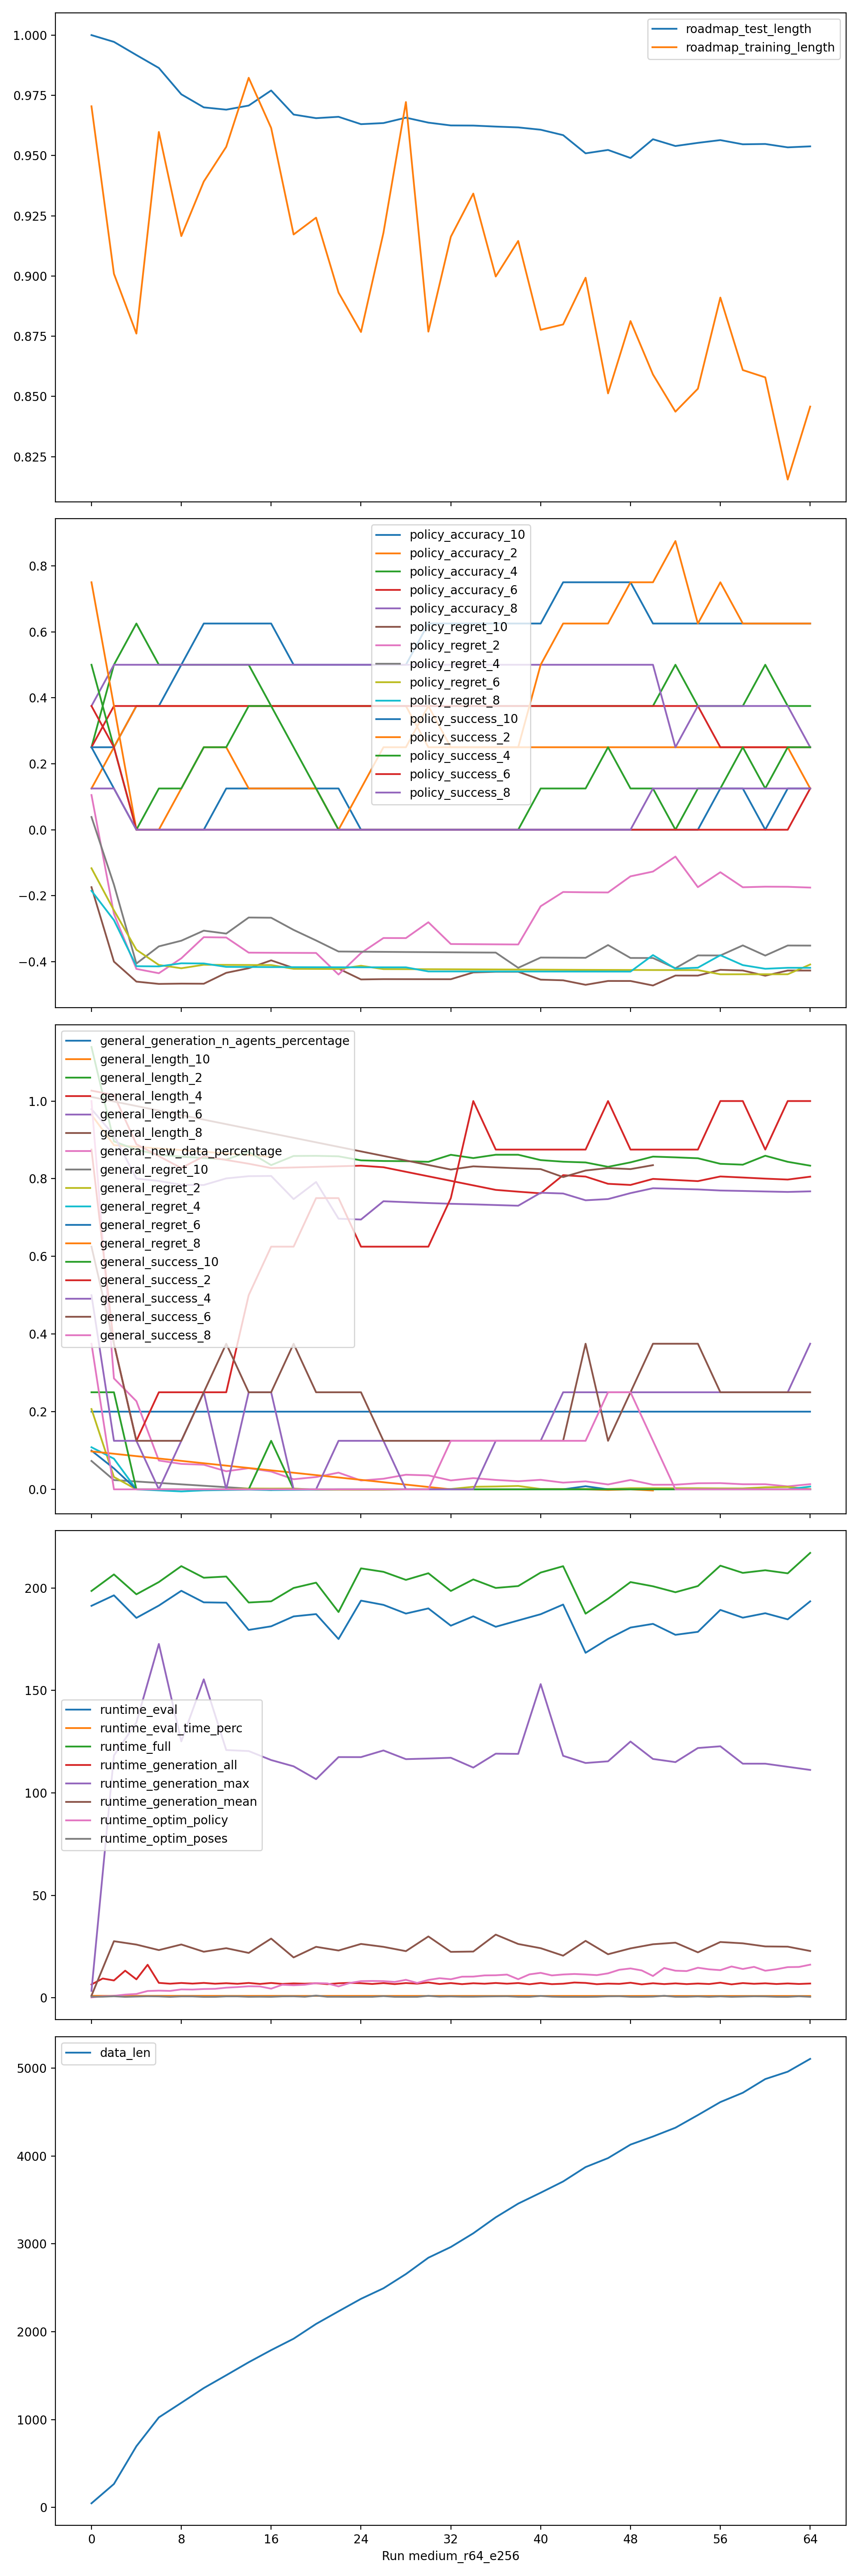 1.000
0.975
0.950
0.925
0.900
0.875
0.850
0.825
roadmap_test_length
roadmap_training_length
0.8
0.6
0.4
0.2
0.0
−0.2
−0.4
policy_accuracy_10
policy_accuracy_2
policy_accuracy_4
policy_accuracy_6
policy_accuracy_8
policy_regret_10
policy_regret_2
policy_regret_4
policy_regret_6
policy_regret_8
policy_success_10
policy_success_2
policy_success_4
policy_success_6
policy_success_8
1.0
0.8
0.6
0.4
0.2
0.0
general_generation_n_agents_percentage
general_length_10
general_length_2
general_length_4
general_length_6
general_length_8
general_new_data_percentage
general_regret_10
general_regret_2
general_regret_4
general_regret_6
general_regret_8
general_success_10
general_success_2
general_success_4
general_success_6
general_success_8
200
150
100
50
0
runtime_eval
runtime_eval_time_perc
runtime_full
runtime_generation_all
runtime_generation_max
runtime_generation_mean
runtime_optim_policy
runtime_optim_poses
5000
4000
3000
2000
1000
0
data_len
0 8 16 24 32 40 48 56 64
Run medium_r64_e256